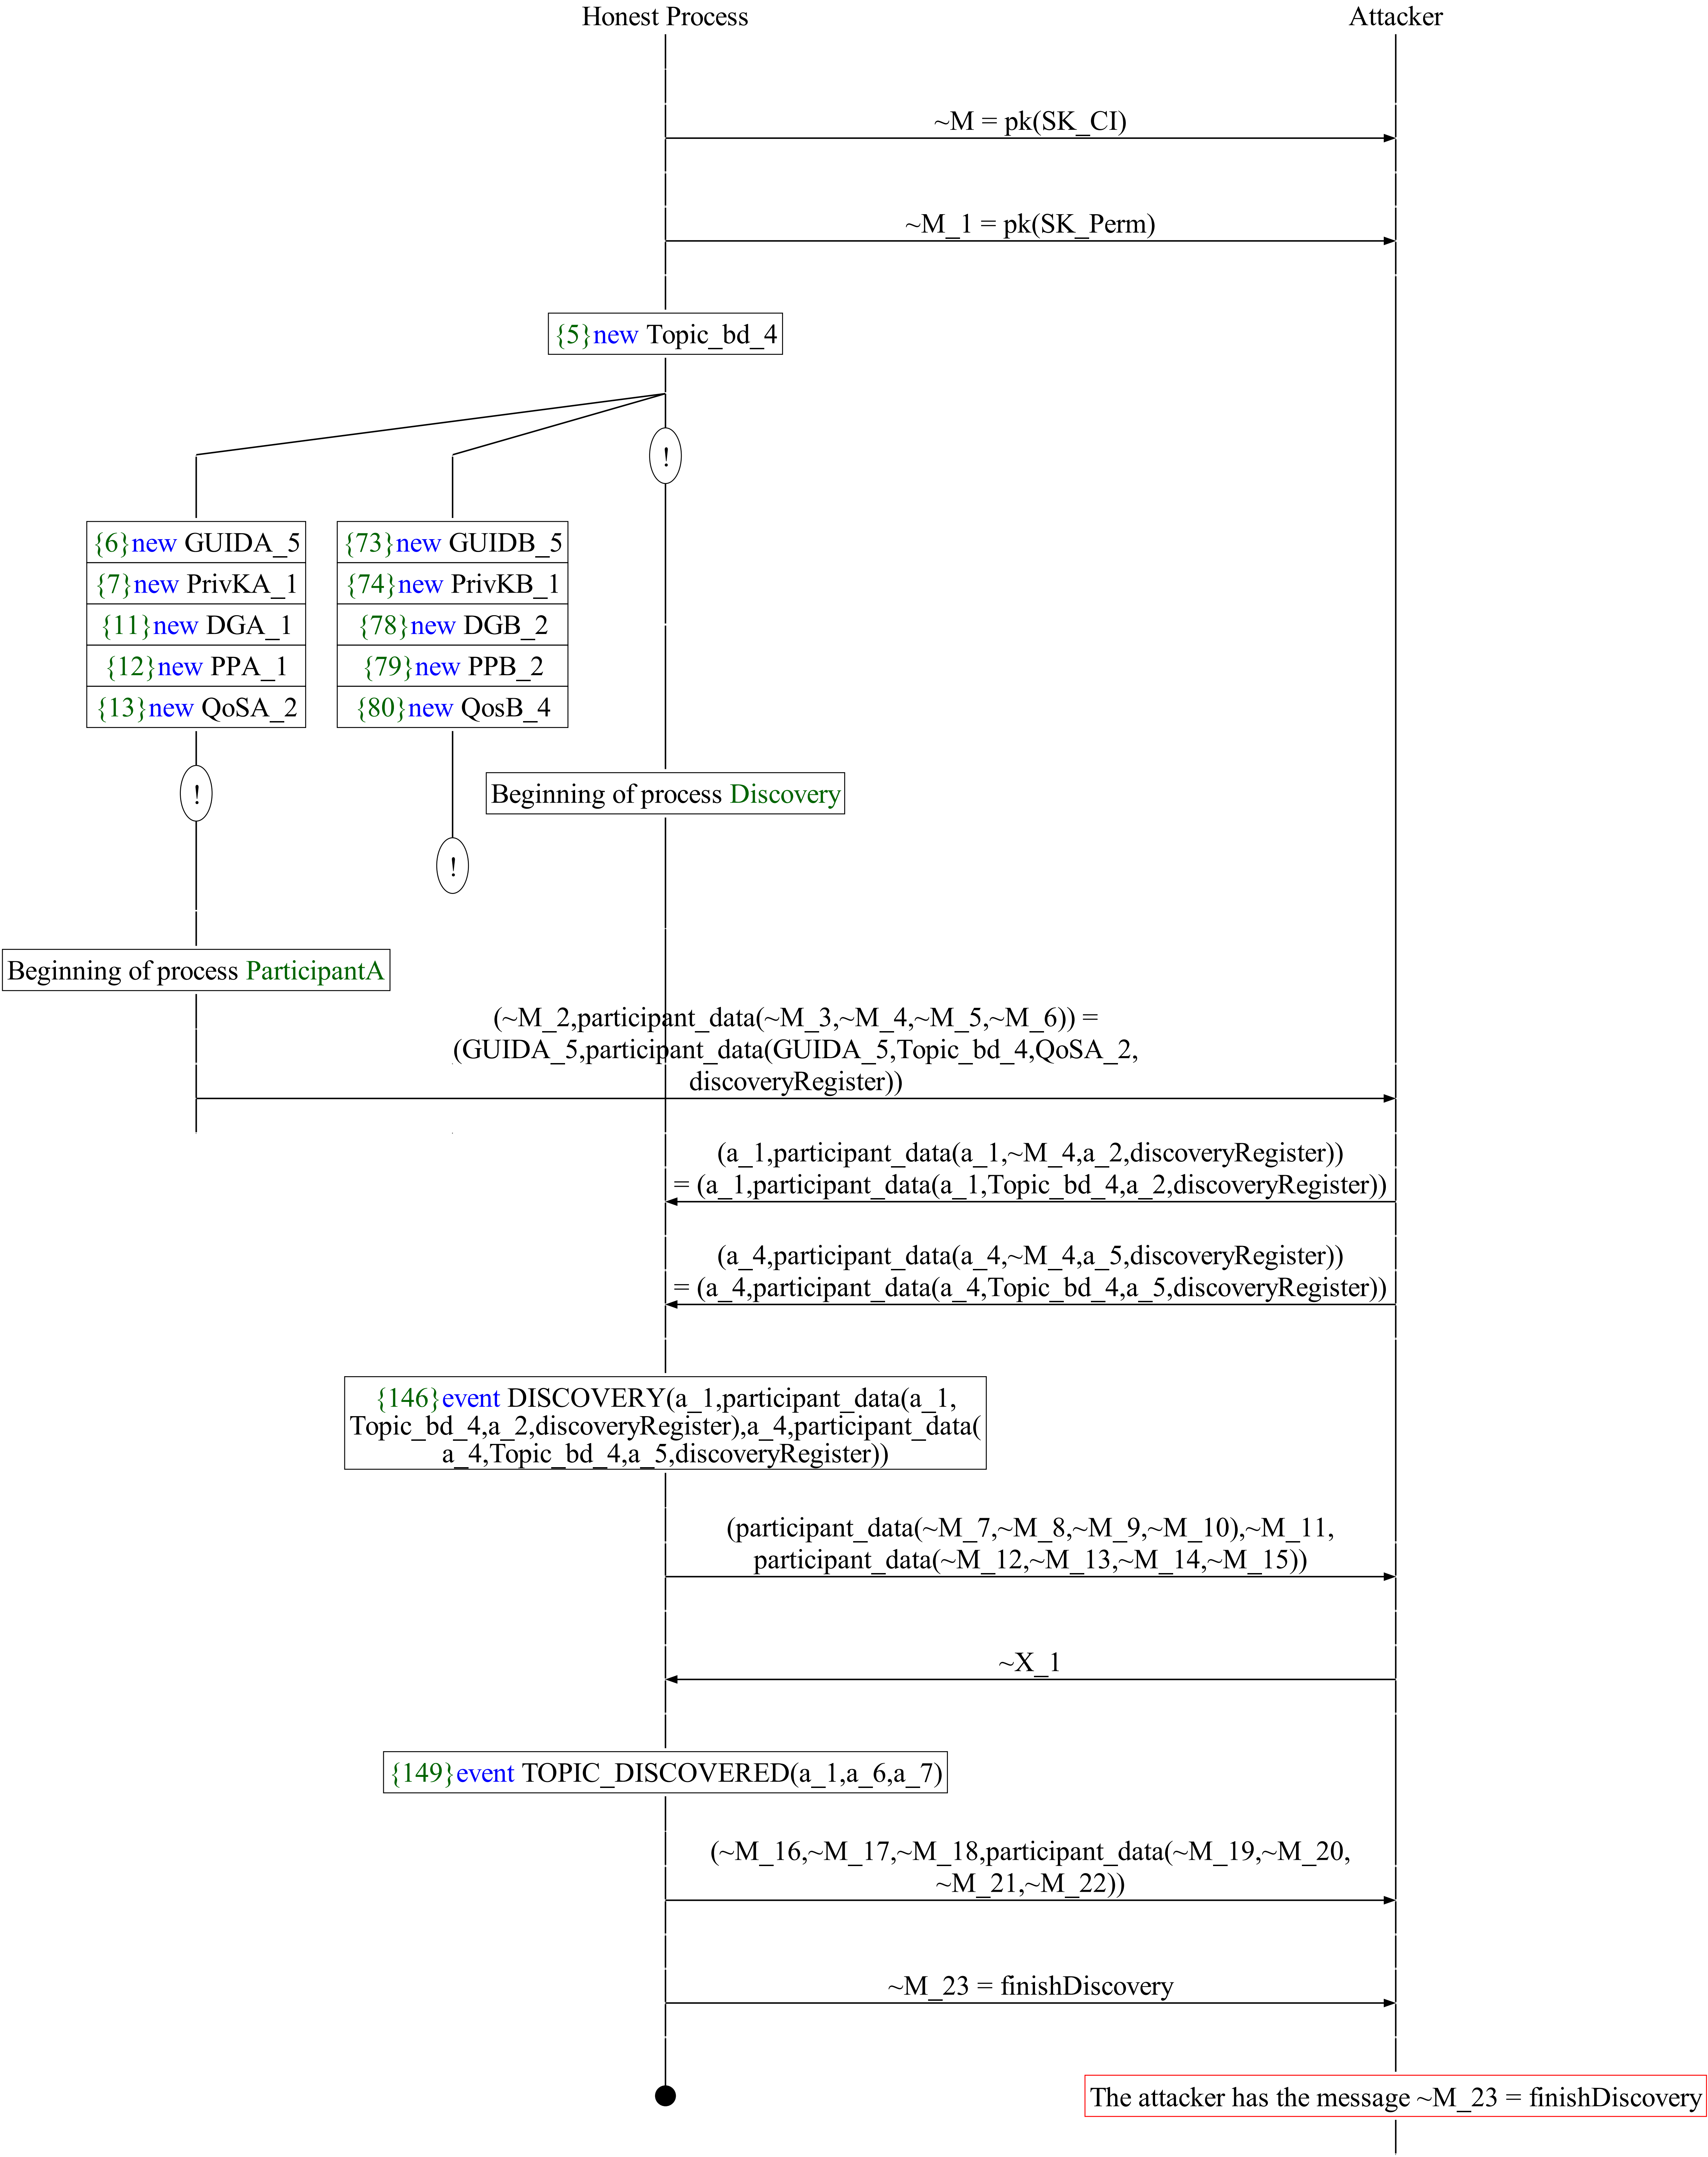 Honest Process
Attacker
~M = pk(SK_CI)
~M_1 = pk(SK_Perm)
{5}new Topic_bd_4
!
{6}new GUIDA_5
{7}new PrivKA_1
{11}new DGA_1
{12}new PPA_1
{13}new QoSA_2
{73}new GUIDB_5
{74}new PrivKB_1
{78}new DGB_2
{79}new PPB_2
{80}new QosB_4
!
Beginning of process Discovery
!
Beginning of process ParticipantA
(~M_2,participant_data(~M_3,~M_4,~M_5,~M_6)) =
(GUIDA_5,participant_data(GUIDA_5,Topic_bd_4,QoSA_2,
discoveryRegister))
(a_1,participant_data(a_1,~M_4,a_2,discoveryRegister))
= (a_1,participant_data(a_1,Topic_bd_4,a_2,discoveryRegister))
(a_4,participant_data(a_4,~M_4,a_5,discoveryRegister))
= (a_4,participant_data(a_4,Topic_bd_4,a_5,discoveryRegister))
{146}event DISCOVERY(a_1,participant_data(a_1,
Topic_bd_4,a_2,discoveryRegister),a_4,participant_data(
a_4,Topic_bd_4,a_5,discoveryRegister))
(participant_data(~M_7,~M_8,~M_9,~M_10),~M_11,
participant_data(~M_12,~M_13,~M_14,~M_15))
~X_1
{149}event TOPIC_DISCOVERED(a_1,a_6,a_7)
(~M_16,~M_17,~M_18,participant_data(~M_19,~M_20,
~M_21,~M_22))
~M_23 = finishDiscovery
The attacker has the message ~M_23 = finishDiscovery